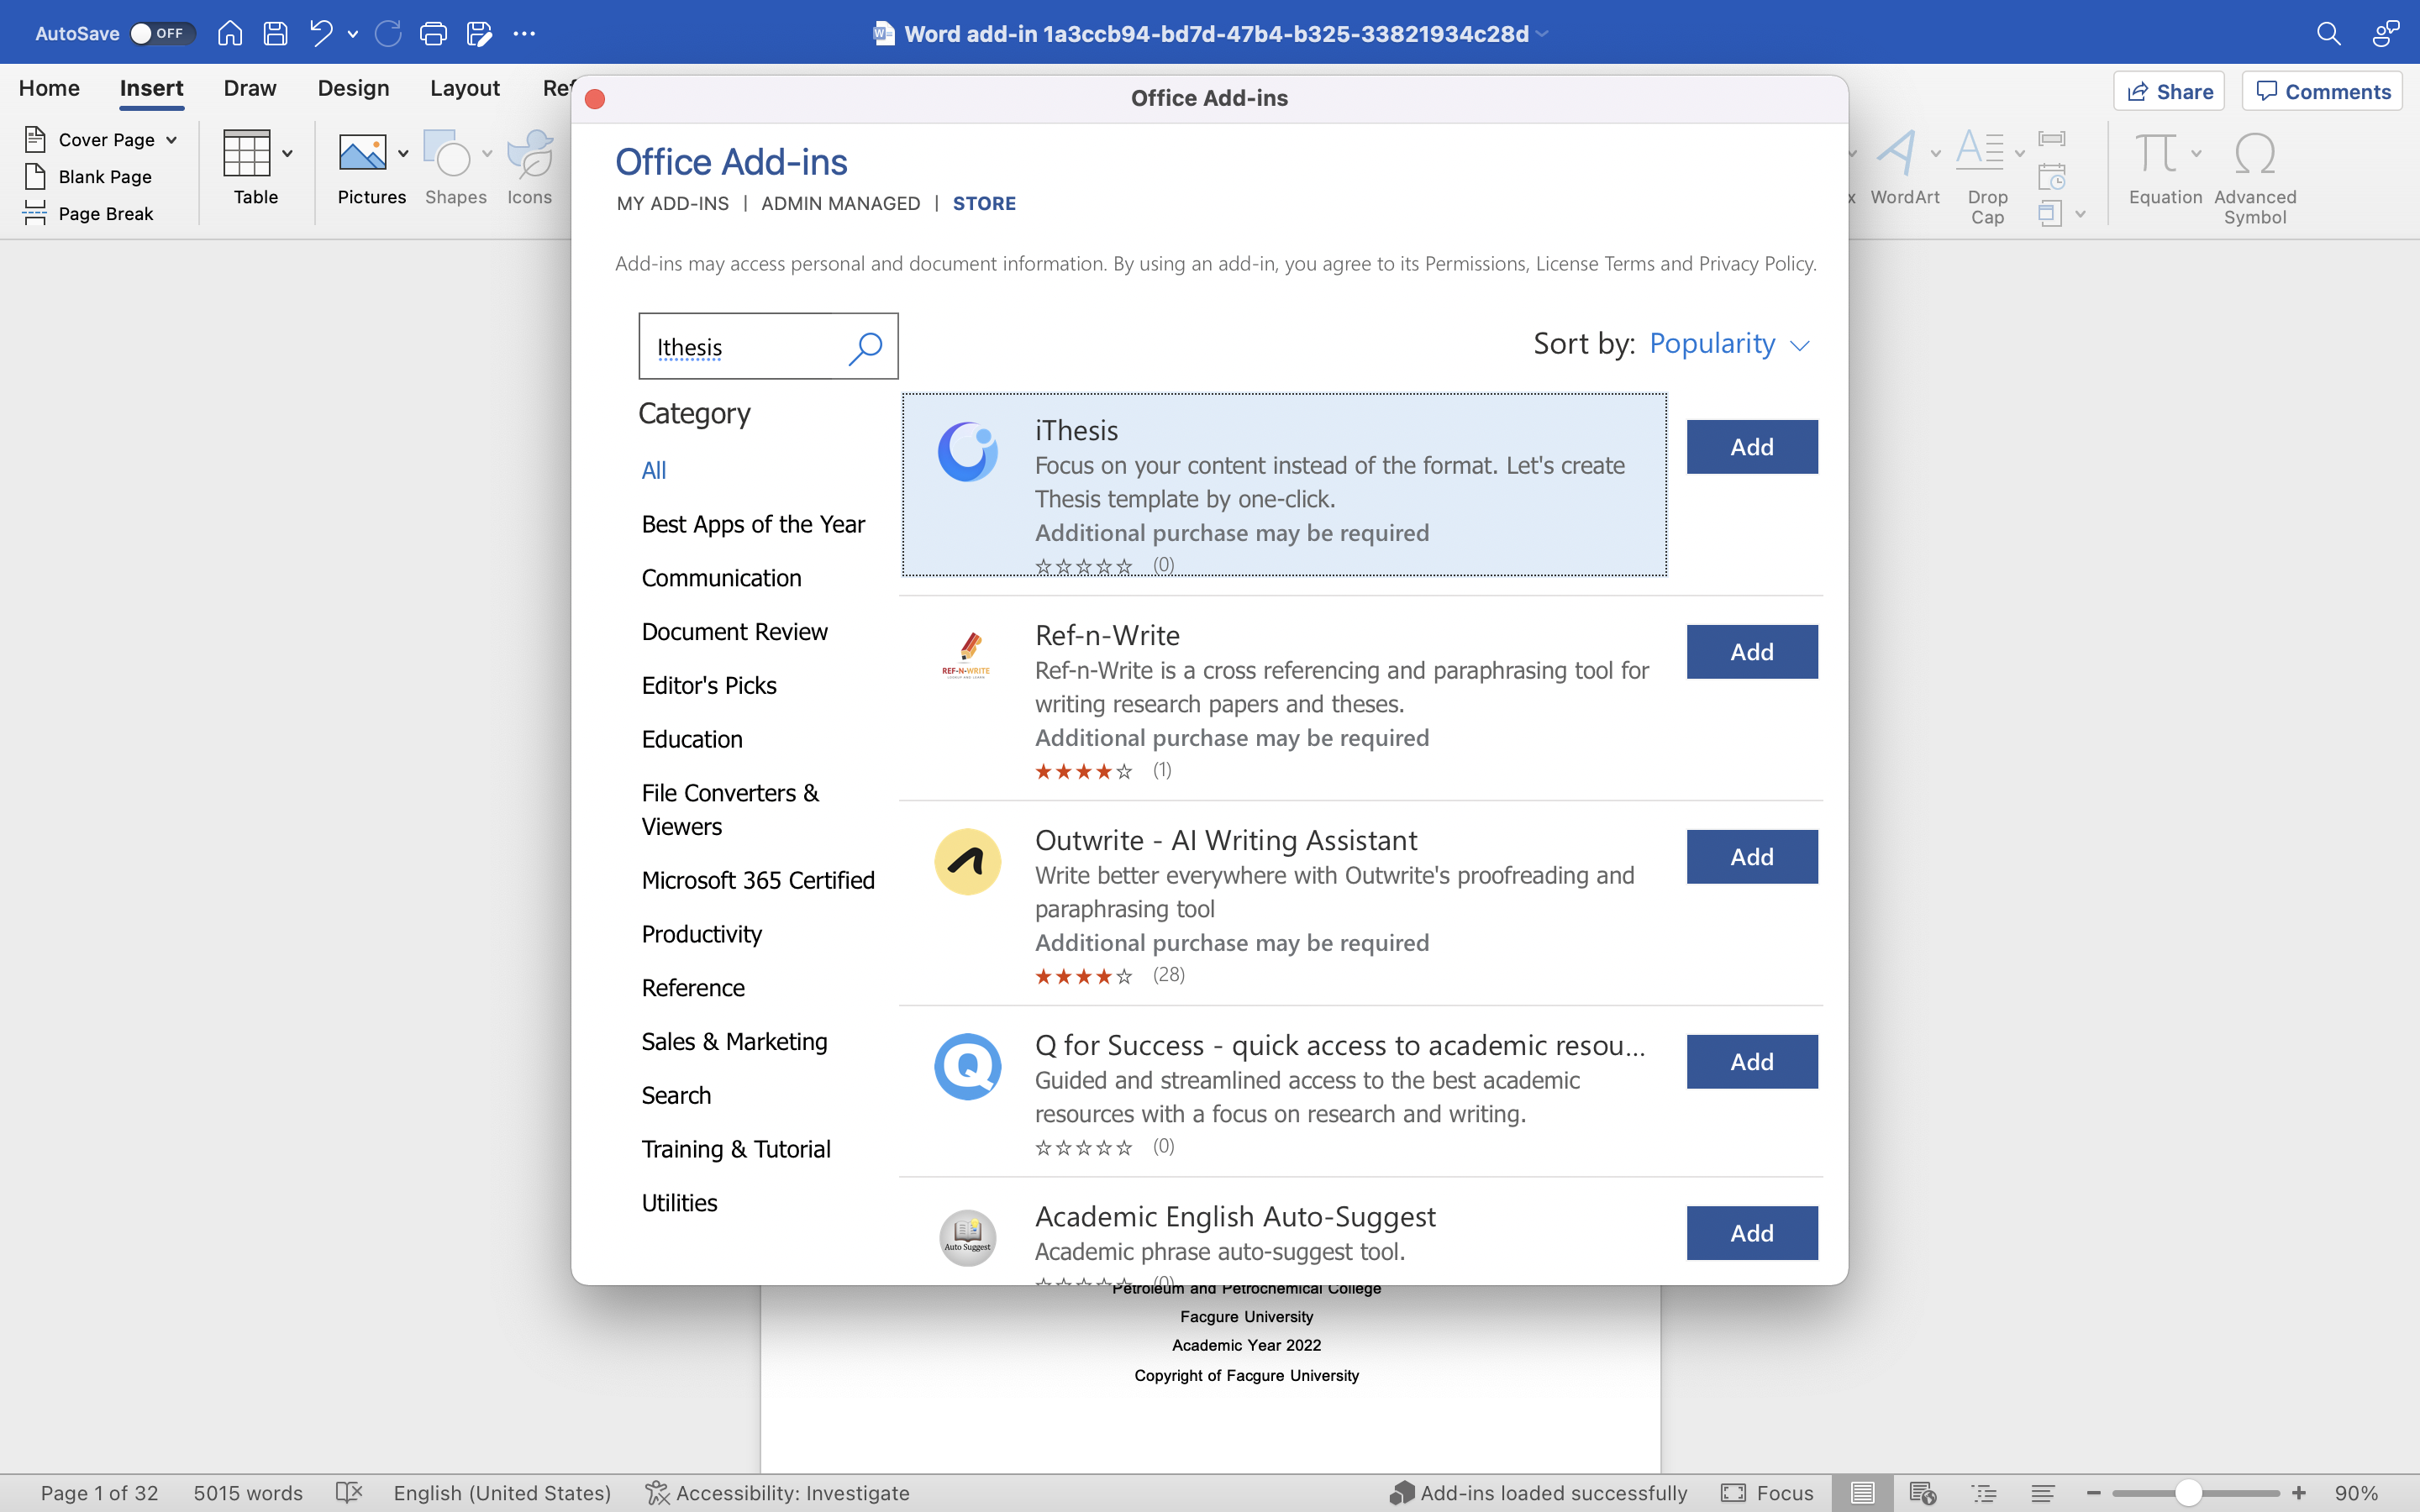 AutoSave OFF
Word add-in 1a3ccb94-bd7d-47b4-b325-33821934c28d
Home Insert Draw Design Layout
Share Comments
Cover Page
Blank Page
Page Break
Table
Pictures Shapes Icons
WordArt Drop Cap
Equation Advanced Symbol
Office Add-ins
Office Add-ins
MY ADD-INS | ADMIN MANAGED | STORE
Add-ins may access personal and document information. By using an add-in, you agree to its Permissions, License Terms and Privacy Policy.
Ithesis
Sort by: Popularity
Category
All
Best Apps of the Year
Communication
Document Review
Editor's Picks
Education
File Converters &
Viewers
Microsoft 365 Certified
Productivity
Reference
Sales & Marketing
Search
Training & Tutorial
Utilities
iThesis
Focus on your content instead of the format. Let's create
Thesis template by one-click.
Additional purchase may be required
(0)
Add
REF-N-WRITE
Ref-n-Write
Ref-n-Write is a cross referencing and paraphrasing tool for
writing research papers and theses.
Additional purchase may be required
(1)
Add
Outwrite - AI Writing Assistant
Write better everywhere with Outwrite's proofreading and
paraphrasing tool
Additional purchase may be required
(28)
Add
Q for Success - quick access to academic resou...
Guided and streamlined access to the best academic
resources with a focus on research and writing.
(0)
Add
Auto Suggest
Academic English Auto-Suggest
Academic phrase auto-suggest tool.
(0)
Add
Petroleum and Petrochemical College
Facgure University
Academic Year 2022
Copyright of Facgure University
Page 1 of 32 5015 words English (United States) Accessibility: Investigate Add-ins loaded successfully Focus 90%